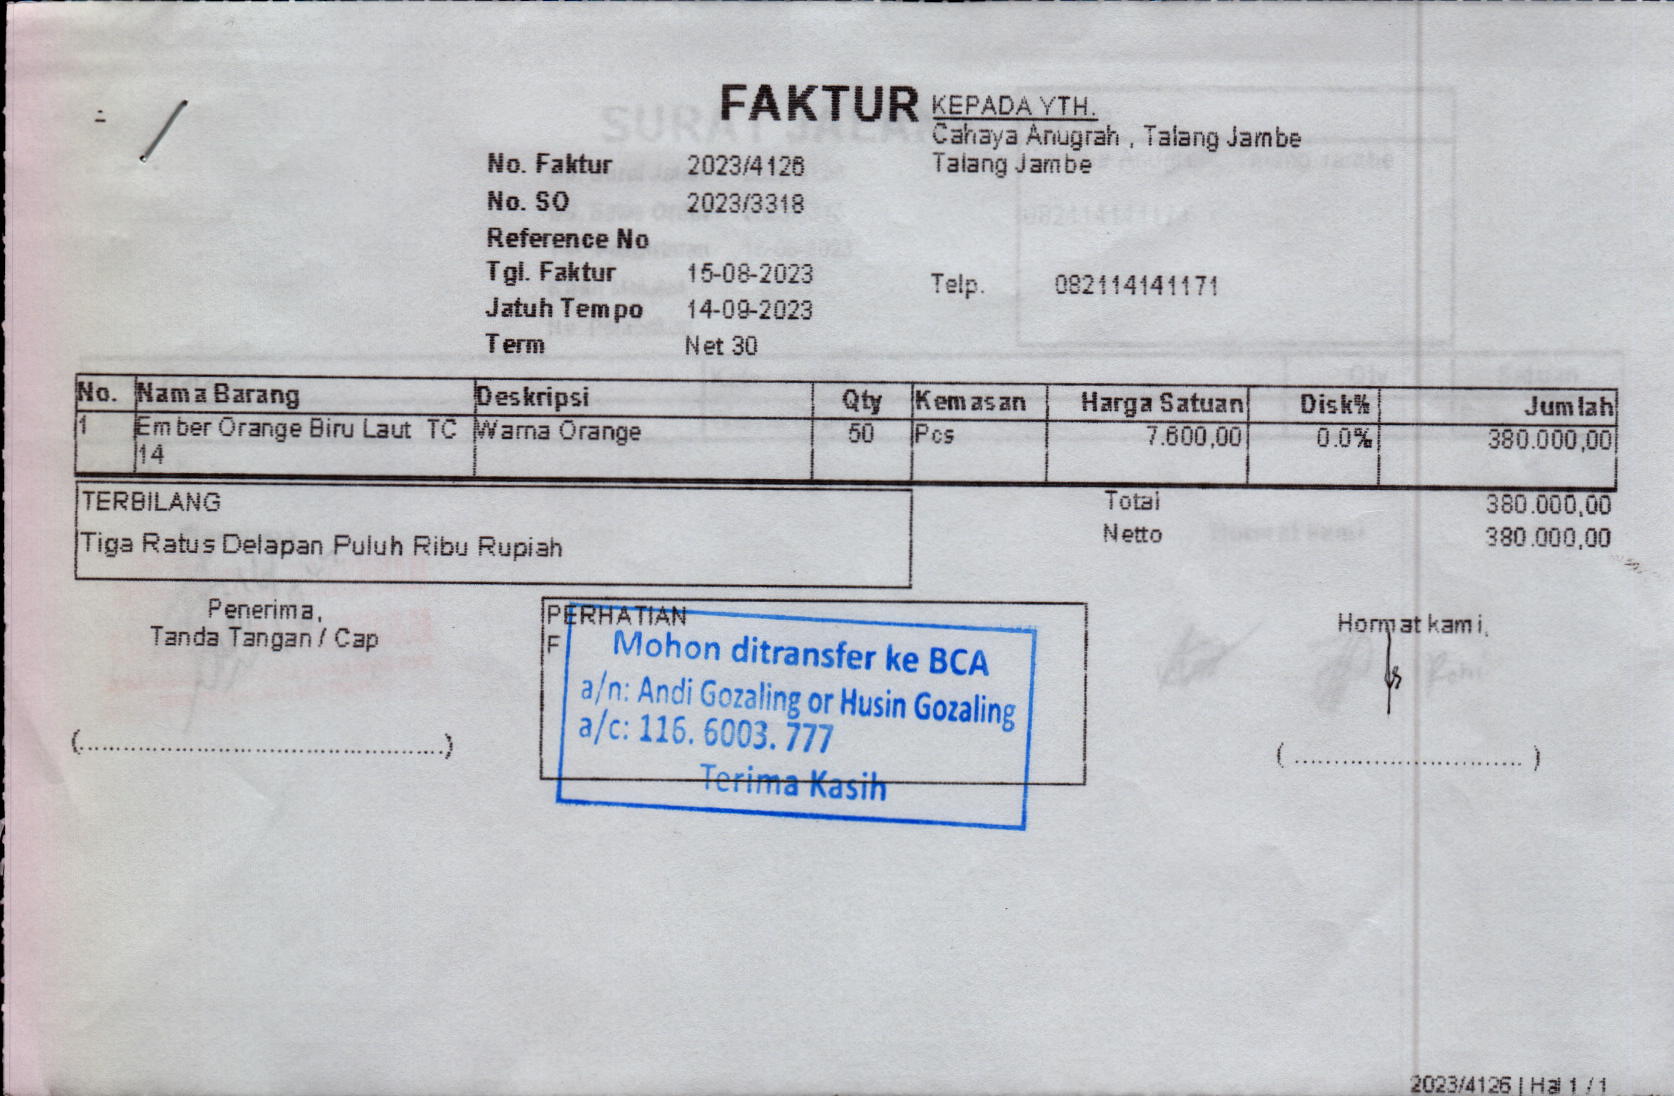 FAKTUR
KEPADA YTH.
Cahaya Anugrah , Talang Jambe
Talang Jambe
No. Faktur 2023/4126
No. SO 2023/3318
Reference No
Tgl. Faktur 15-08-2023
Telp. 082114141171
Jatuh Tempo 14-09-2023
Term Net 30
No. Nama Barang Deskripsi Qty Kemasan Harga Satuan Disk% Jumlah
1 Ember Orange Biru Laut TC Warna Orange 50 Pcs 7.600,00 0.0% 380.000,00
14
TERBILANG
Total 380.000,00
Tiga Ratus Delapan Puluh Ribu Rupiah
Netto 380.000,00
Penerima,
Tanda Tangan / Cap
PERHATIAN
F
Mohon ditransfer ke BCA
a/n: Andi Gozaling or Husin Gozaling
a/c: 116. 6003. 777
Terima Kasih
Hormat kami,
(................................................)
( ............................. )
2023/4126 | Hal 1 / 1